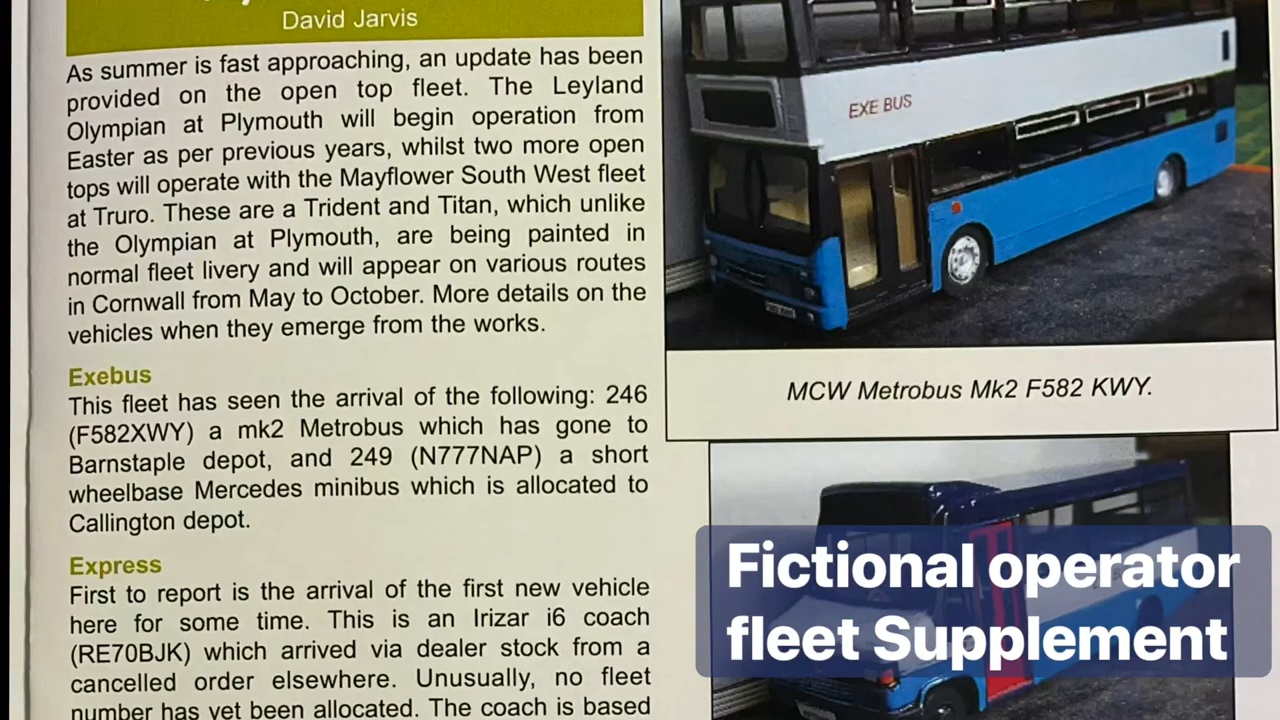 David Jarvis
As summer is fast approaching, an update has been
provided on the open top fleet. The Leyland
Olympian at Plymouth will begin operation from
Easter as per previous years, whilst two more open
tops will operate with the Mayflower South West fleet
at Truro. These are a Trident and Titan, which unlike
the Olympian at Plymouth, are being painted in
normal fleet livery and will appear on various routes
in Cornwall from May to October. More details on the
vehicles when they emerge from the works.
Exebus
This fleet has seen the arrival of the following: 246
(F582XWY) a mk2 Metrobus which has gone to
Barnstaple depot, and 249 (N777NAP) a short
wheelbase Mercedes minibus which is allocated to
Callington depot.
Express
First to report is the arrival of the first new vehicle
here for some time. This is an Irizar i6 coach
(RE70BJK) which arrived via dealer stock from a
cancelled order elsewhere. Unusually, no fleet
number has yet been allocated. The coach is based
EXE BUS
MCW Metrobus Mk2 F582 KWY.
Fictional operator
fleet Supplement